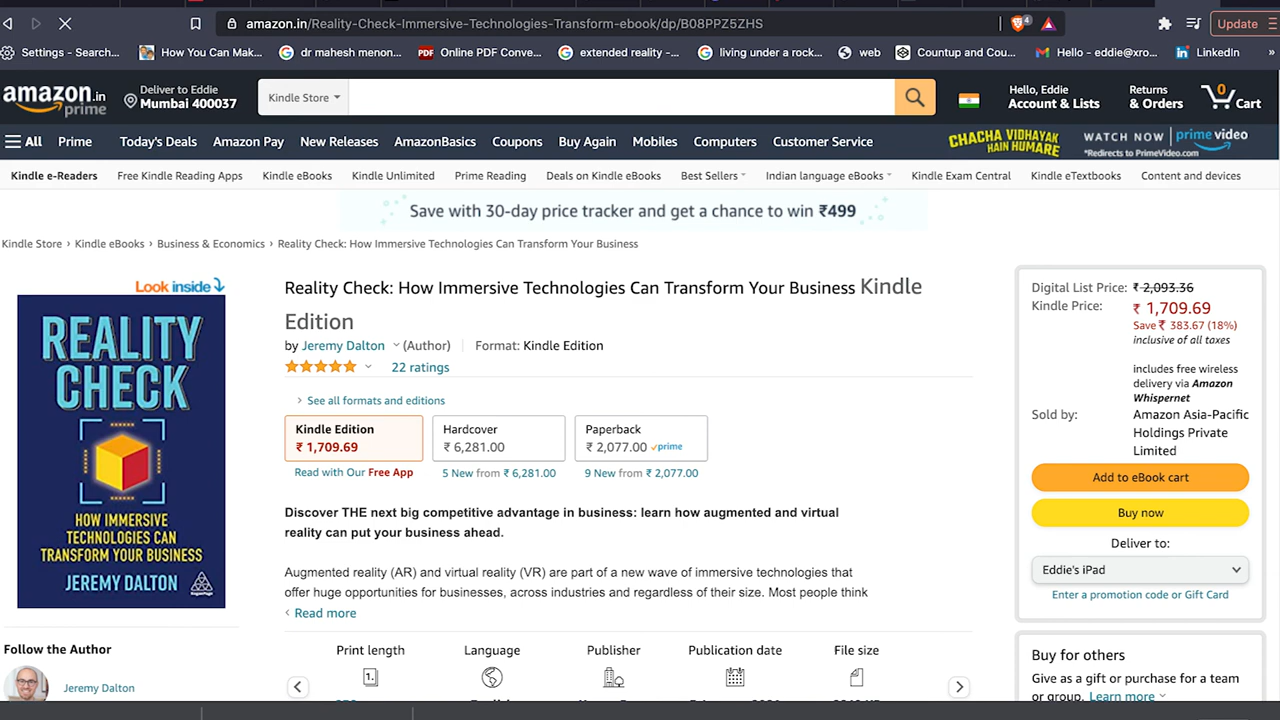 amazon.in/Reality-Check-Immersive-Technologies-Transform-ebook/dp/B08PPZ5ZHS
4
Update
Settings - Search...
How You Can Mak...
dr mahesh menon...
PDF
Online PDF Conve...
extended reality -...
living under a rock...
web
Countup and Cou...
Hello - eddie@xro...
in
LinkedIn
»
amazon.in
prime
Deliver to Eddie
Mumbai 400037
Kindle Store
Hello, Eddie
Account & Lists
Returns
& Orders
0
Cart
All
Prime
Today's Deals
Amazon Pay
New Releases
AmazonBasics
Coupons
Buy Again
Mobiles
Computers
Customer Service
CHACHA VIDHAYAK
HAIN HUMARE
WATCH NOW
prime video
*Redirects to PrimeVideo.com
Kindle e-Readers
Free Kindle Reading Apps
Kindle eBooks
Kindle Unlimited
Prime Reading
Deals on Kindle eBooks
Best Sellers
Indian language eBooks
Kindle Exam Central
Kindle eTextbooks
Content and devices
Save with 30-day price tracker and get a chance to win ₹499
Kindle Store › Kindle eBooks › Business & Economics › Reality Check: How Immersive Technologies Can Transform Your Business
Look inside
REALITY
CHECK
HOW IMMERSIVE
TECHNOLOGIES CAN
TRANSFORM YOUR BUSINESS
JEREMY DALTON
KoganPage
Follow the Author
Jeremy Dalton
Reality Check: How Immersive Technologies Can Transform Your Business Kindle
Edition
by Jeremy Dalton (Author) | Format: Kindle Edition
22 ratings
› See all formats and editions
Kindle Edition
₹ 1,709.69
Read with Our Free App
Hardcover
₹ 6,281.00
5 New from ₹ 6,281.00
Paperback
₹ 2,077.00 prime
9 New from ₹ 2,077.00
Discover THE next big competitive advantage in business: learn how augmented and virtual
reality can put your business ahead.
Augmented reality (AR) and virtual reality (VR) are part of a new wave of immersive technologies that
offer huge opportunities for businesses, across industries and regardless of their size. Most people think
‹ Read more
Print length
Language
Publisher
Publication date
File size
Digital List Price: ₹ 2,093.36
Kindle Price: ₹ 1,709.69
Save ₹ 383.67 (18%)
inclusive of all taxes
includes free wireless
delivery via Amazon
Whispernet
Sold by: Amazon Asia-Pacific
Holdings Private
Limited
Add to eBook cart
Buy now
Deliver to:
Eddie's iPad
Enter a promotion code or Gift Card
Buy for others
Give as a gift or purchase for a team
or group. Learn more